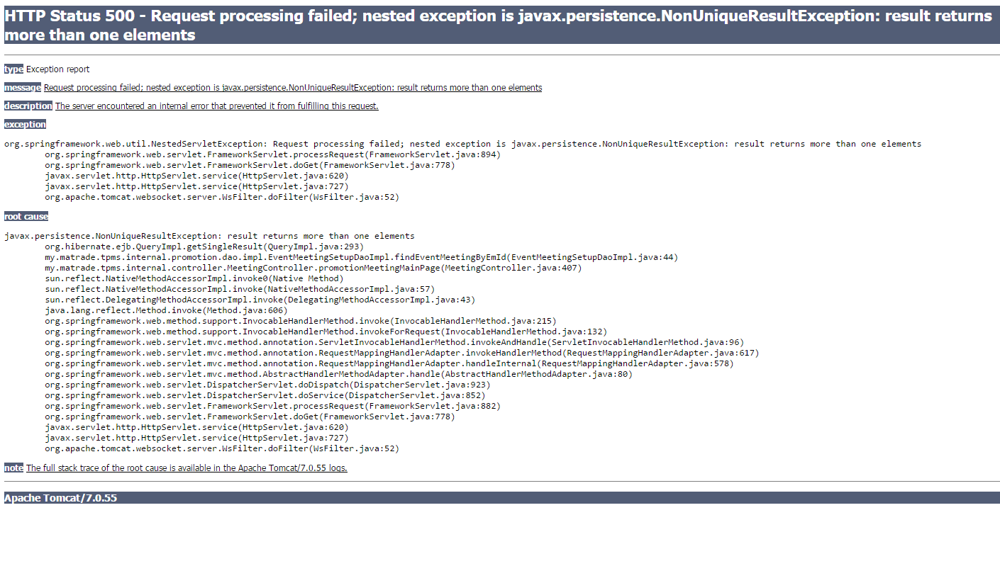 HTTP Status 500 - Request processing failed; nested exception is javax.persistence.NonUniqueResultException: result returns
more than one elements
type Exception report
message Request processing failed; nested exception is javax.persistence.NonUniqueResultException: result returns more than one elements
description The server encountered an internal error that prevented it from fulfilling this request.
exception
org.springframework.web.util.NestedServletException: Request processing failed; nested exception is javax.persistence.NonUniqueResultException: result returns more than one elements
org.springframework.web.servlet.FrameworkServlet.processRequest(FrameworkServlet.java:894)
org.springframework.web.servlet.FrameworkServlet.doGet(FrameworkServlet.java:778)
javax.servlet.http.HttpServlet.service(HttpServlet.java:620)
javax.servlet.http.HttpServlet.service(HttpServlet.java:727)
org.apache.tomcat.websocket.server.WsFilter.doFilter(WsFilter.java:52)
root cause
javax.persistence.NonUniqueResultException: result returns more than one elements
org.hibernate.ejb.QueryImpl.getSingleResult(QueryImpl.java:293)
my.matrade.tpms.internal.promotion.dao.impl.EventMeetingSetupDaoImpl.findEventMeetingByEmId(EventMeetingSetupDaoImpl.java:44)
my.matrade.tpms.internal.controller.MeetingController.promotionMeetingMainPage(MeetingController.java:407)
sun.reflect.NativeMethodAccessorImpl.invoke0(Native Method)
sun.reflect.NativeMethodAccessorImpl.invoke(NativeMethodAccessorImpl.java:57)
sun.reflect.DelegatingMethodAccessorImpl.invoke(DelegatingMethodAccessorImpl.java:43)
java.lang.reflect.Method.invoke(Method.java:606)
org.springframework.web.method.support.InvocableHandlerMethod.invoke(InvocableHandlerMethod.java:215)
org.springframework.web.method.support.InvocableHandlerMethod.invokeForRequest(InvocableHandlerMethod.java:132)
org.springframework.web.servlet.mvc.method.annotation.ServletInvocableHandlerMethod.invokeAndHandle(ServletInvocableHandlerMethod.java:96)
org.springframework.web.servlet.mvc.method.annotation.RequestMappingHandlerAdapter.invokeHandlerMethod(RequestMappingHandlerAdapter.java:617)
org.springframework.web.servlet.mvc.method.annotation.RequestMappingHandlerAdapter.handleInternal(RequestMappingHandlerAdapter.java:578)
org.springframework.web.servlet.mvc.method.AbstractHandlerMethodAdapter.handle(AbstractHandlerMethodAdapter.java:80)
org.springframework.web.servlet.DispatcherServlet.doDispatch(DispatcherServlet.java:923)
org.springframework.web.servlet.DispatcherServlet.doService(DispatcherServlet.java:852)
org.springframework.web.servlet.FrameworkServlet.processRequest(FrameworkServlet.java:882)
org.springframework.web.servlet.FrameworkServlet.doGet(FrameworkServlet.java:778)
javax.servlet.http.HttpServlet.service(HttpServlet.java:620)
javax.servlet.http.HttpServlet.service(HttpServlet.java:727)
org.apache.tomcat.websocket.server.WsFilter.doFilter(WsFilter.java:52)
note The full stack trace of the root cause is available in the Apache Tomcat/7.0.55 logs.
Apache Tomcat/7.0.55